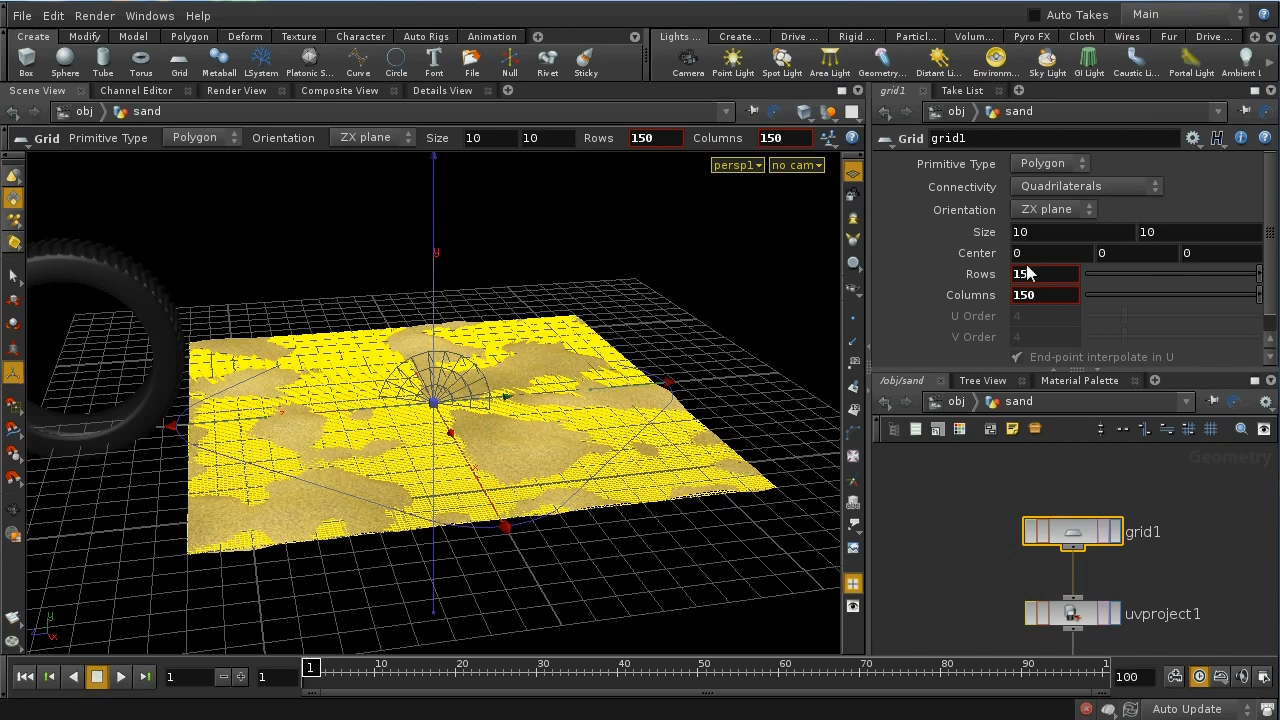 File Edit Render Windows Help Auto Takes Main
Create Modify Model Polygon Deform Texture Character Auto Rigs Animation Lights ... Create... Drive ... Rigid ... Particl... Volum... Pyro FX Cloth Wires Fur Drive ...
Box Sphere Tube Torus Grid Metaball LSystem Platonic S... Curve Circle Font File Null Rivet Sticky Camera Point Light Spot Light Area Light Geometry... Distant Li... Environm... Sky Light GI Light Caustic Li... Portal Light Ambient L
Scene View Channel Editor Render View Composite View Details View grid1 Take List
obj sand obj sand
Grid Primitive Type Polygon Orientation ZX plane Size 10 10 Rows 150 Columns 150 Grid grid1
persp1 no cam
Primitive Type Polygon
Connectivity Quadrilaterals
Orientation ZX plane
Size 10 10
Center 0 0 0
Rows 15
Columns 150
U Order 4
V Order 4
End-point interpolate in U
y
/obj/sand Tree View Material Palette
obj sand
Geometry
grid1
uvproject1
y
x
1 1 1 10 20 30 40 50 60 70 80 90 1 100
Auto Update